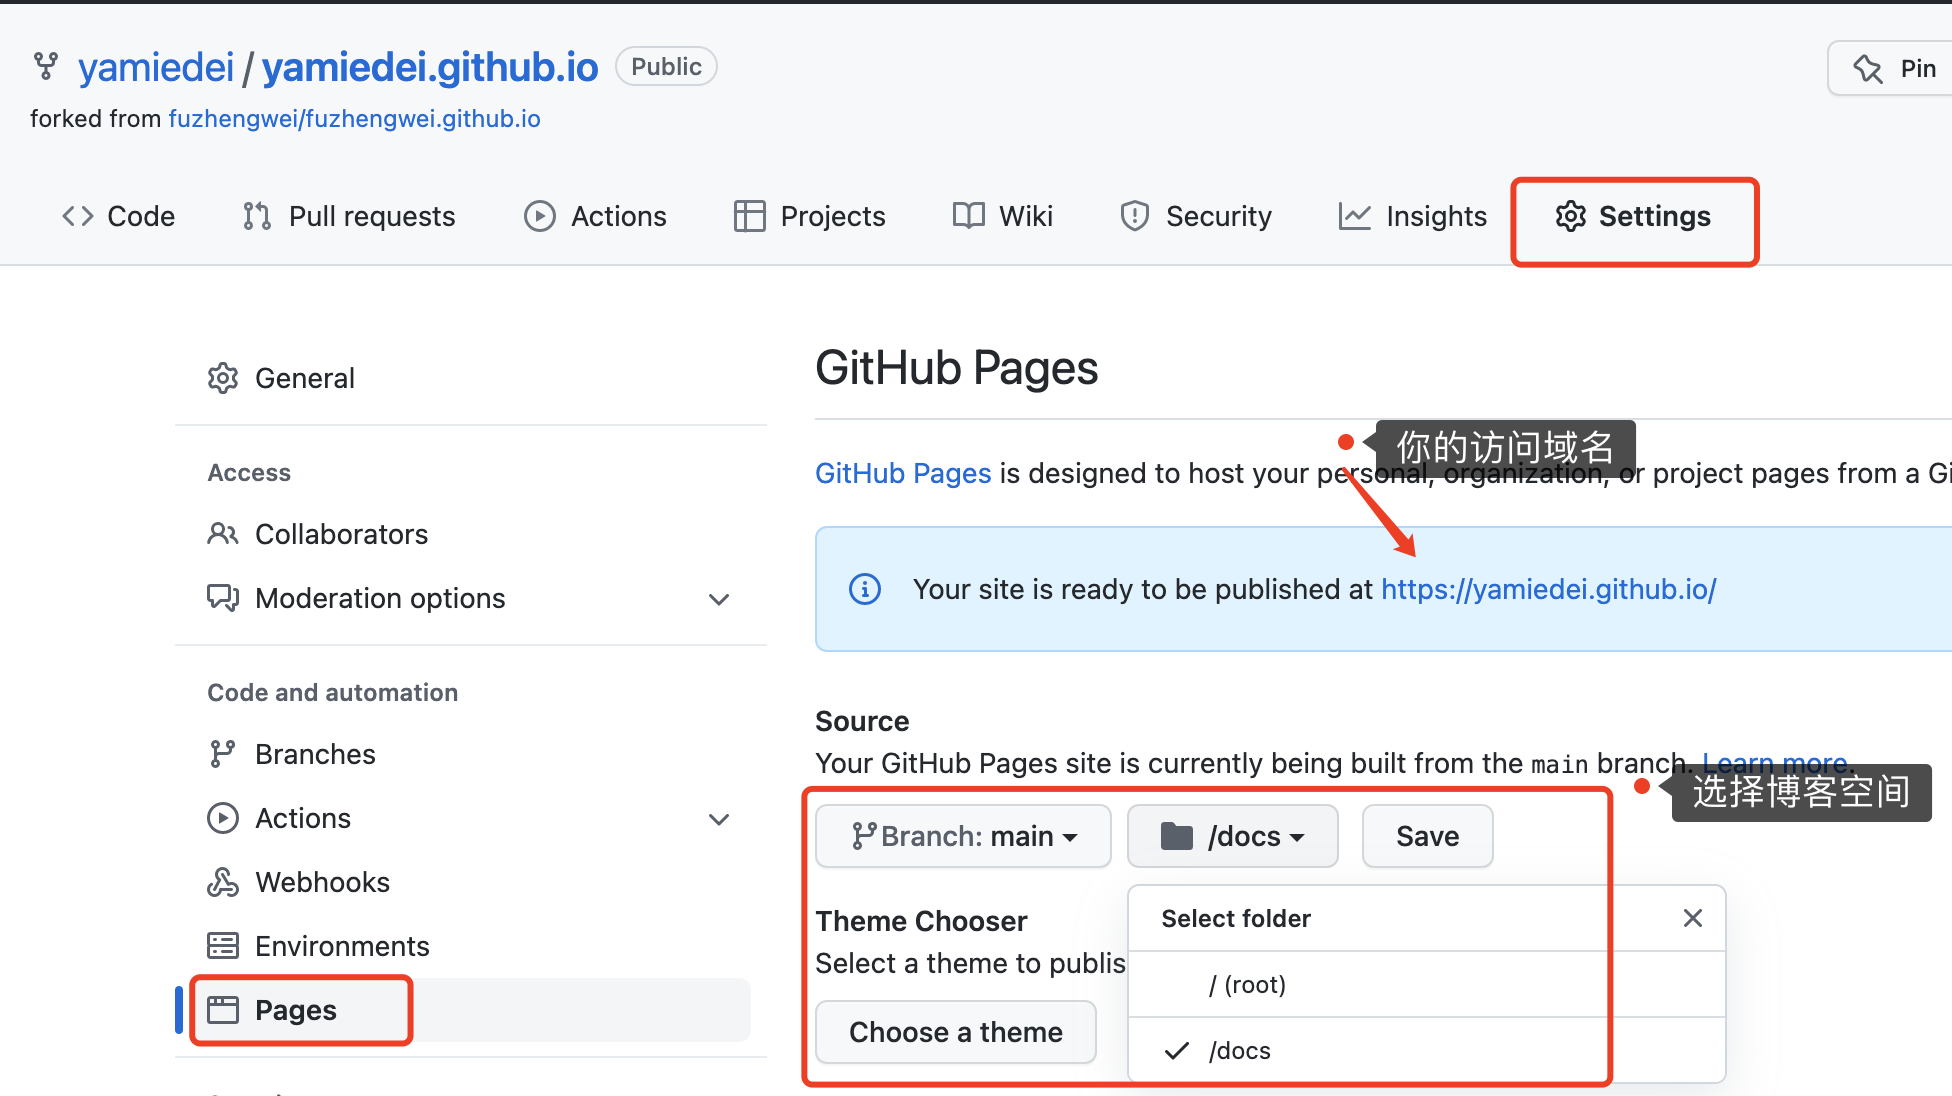 yamiedei / yamiedei.github.io Public
Pin
forked from fuzhengwei/fuzhengwei.github.io
Code Pull requests Actions Projects Wiki Security Insights Settings
General
Access
Collaborators
Moderation options
Code and automation
Branches
Actions
Webhooks
Environments
Pages
GitHub Pages
你的访问域名
GitHub Pages is designed to host your personal, organization, or project pages from a Gi
Your site is ready to be published at https://yamiedei.github.io/
Source
Your GitHub Pages site is currently being built from the main branch. Learn more.
选择博客空间
Branch: main /docs Save
Theme Chooser
Select a theme to publis
Choose a theme
Select folder
/ (root)
/docs